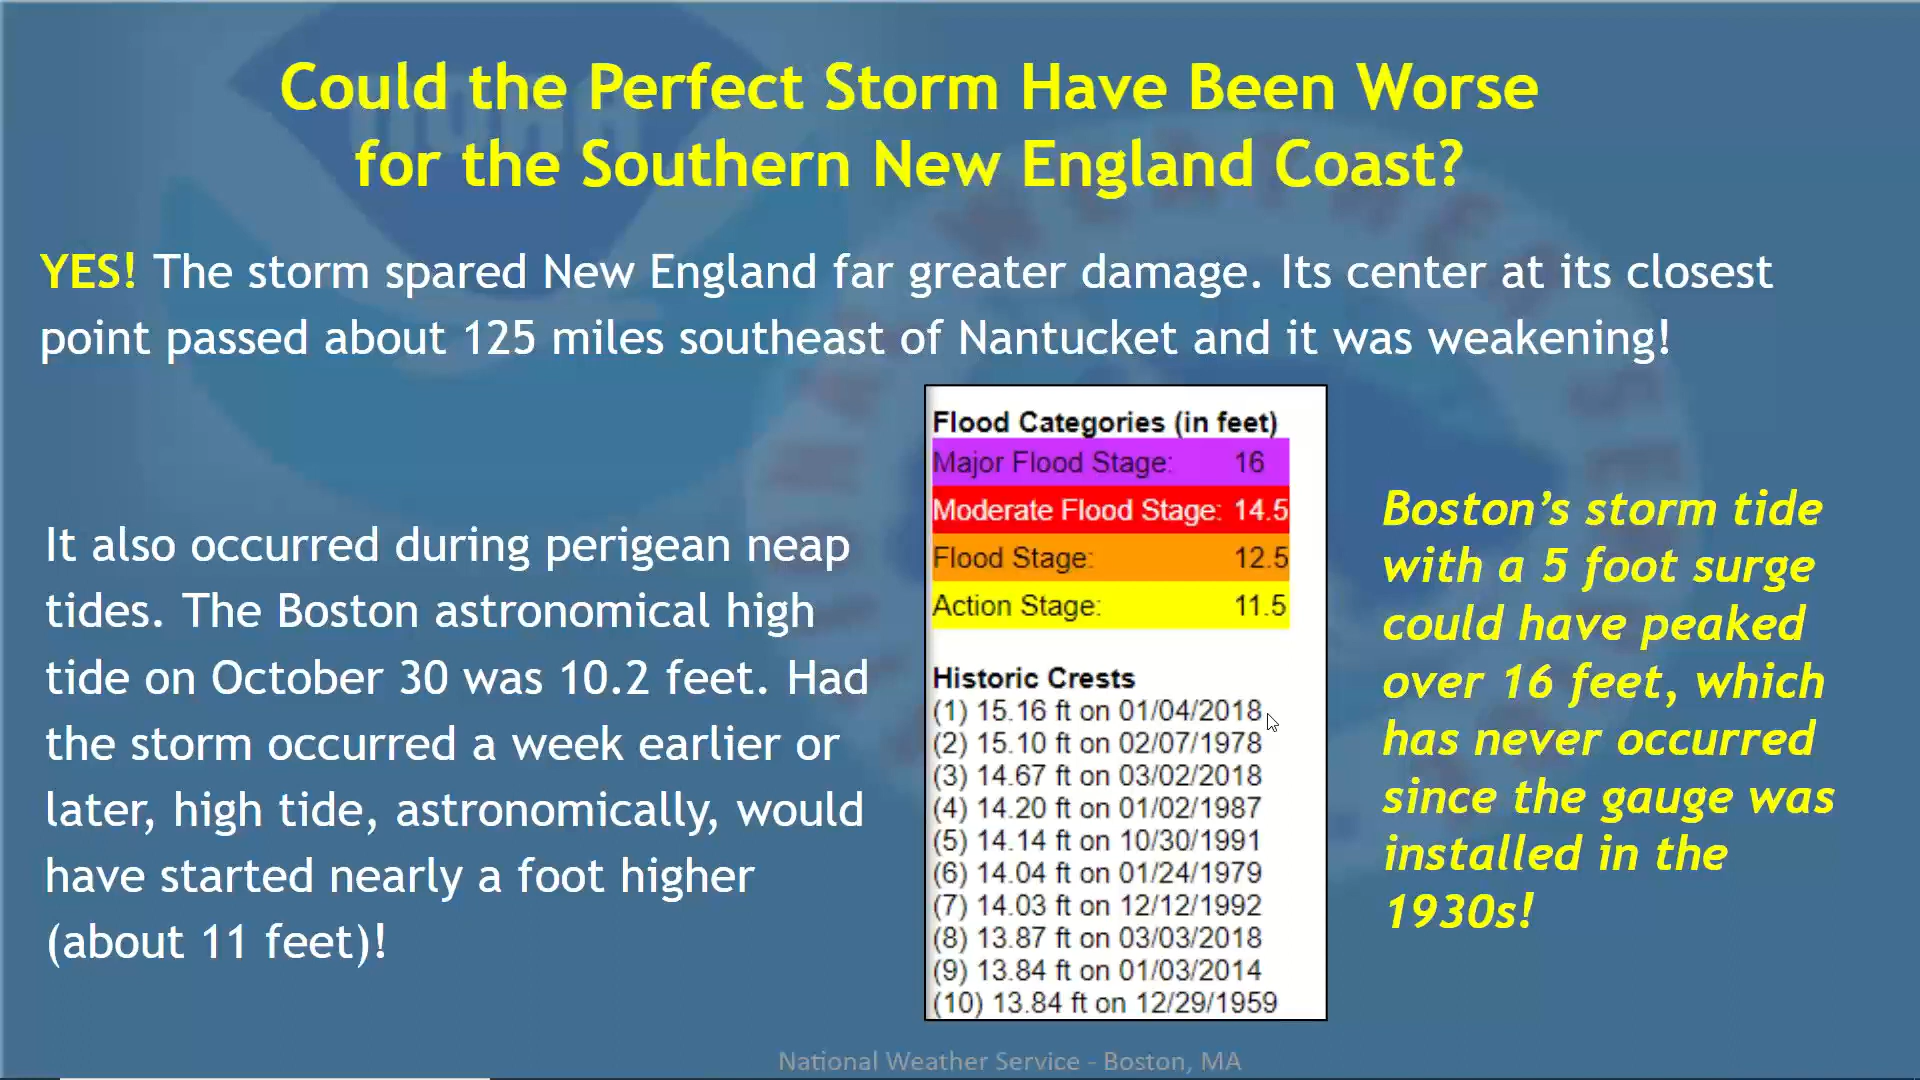 Could the Perfect Storm Have Been Worse
for the Southern New England Coast?
YES! The storm spared New England far greater damage. Its center at its closest
point passed about 125 miles southeast of Nantucket and it was weakening!
It also occurred during perigean neap
tides. The Boston astronomical high
tide on October 30 was 10.2 feet. Had
the storm occurred a week earlier or
later, high tide, astronomically, would
have started nearly a foot higher
(about 11 feet)!
Flood Categories (in feet)
Major Flood Stage: 16
Moderate Flood Stage: 14.5
Flood Stage: 12.5
Action Stage: 11.5
Historic Crests
(1) 15.16 ft on 01/04/2018
(2) 15.10 ft on 02/07/1978
(3) 14.67 ft on 03/02/2018
(4) 14.20 ft on 01/02/1987
(5) 14.14 ft on 10/30/1991
(6) 14.04 ft on 01/24/1979
(7) 14.03 ft on 12/12/1992
(8) 13.87 ft on 03/03/2018
(9) 13.84 ft on 01/03/2014
(10) 13.84 ft on 12/29/1959
Boston’s storm tide
with a 5 foot surge
could have peaked
over 16 feet, which
has never occurred
since the gauge was
installed in the
1930s!
National Weather Service - Boston, MA